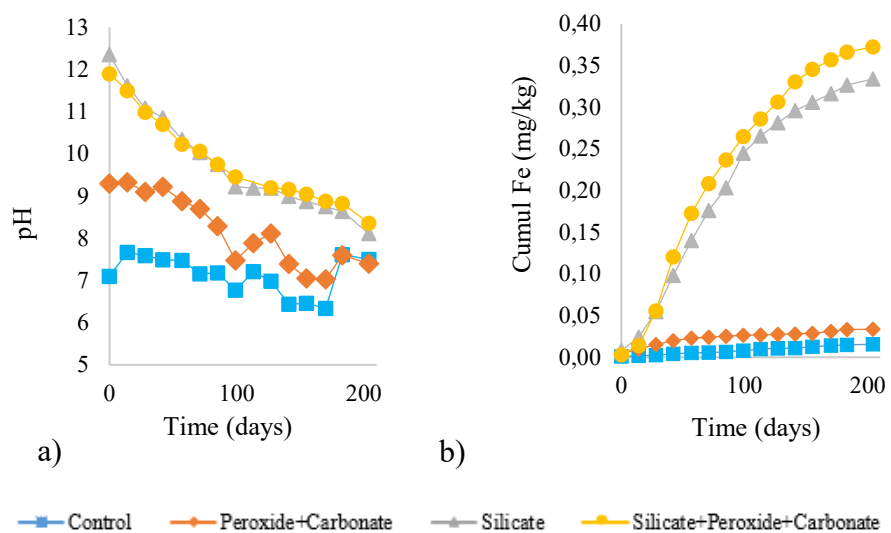 13
12
11
10
9
8
7
6
5
pH
0
100
200
Time (days)
a)
0,40
0,35
0,30
0,25
0,20
0,15
0,10
0,05
0,00
Cumul Fe (mg/kg)
0
100
200
Time (days)
b)
Control
Peroxide+Carbonate
Silicate
Silicate+Peroxide+Carbonate